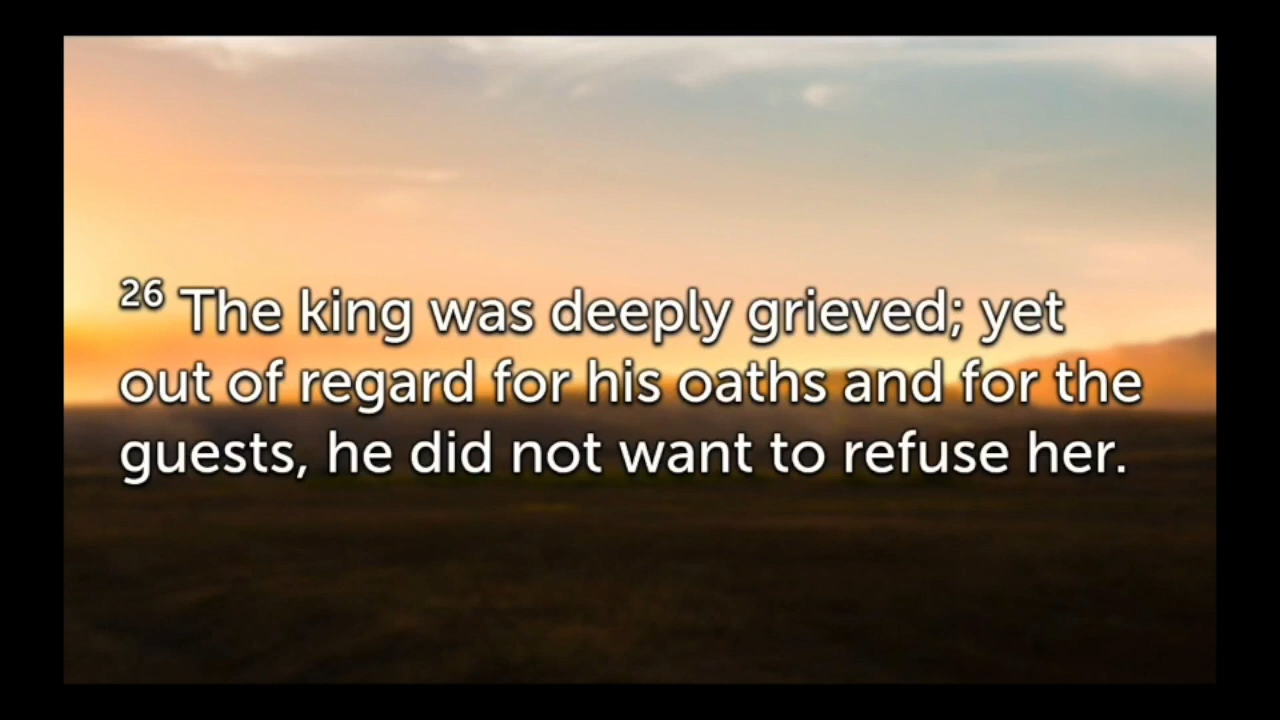 26 The king was deeply grieved; yet
out of regard for his oaths and for the
guests, he did not want to refuse her.